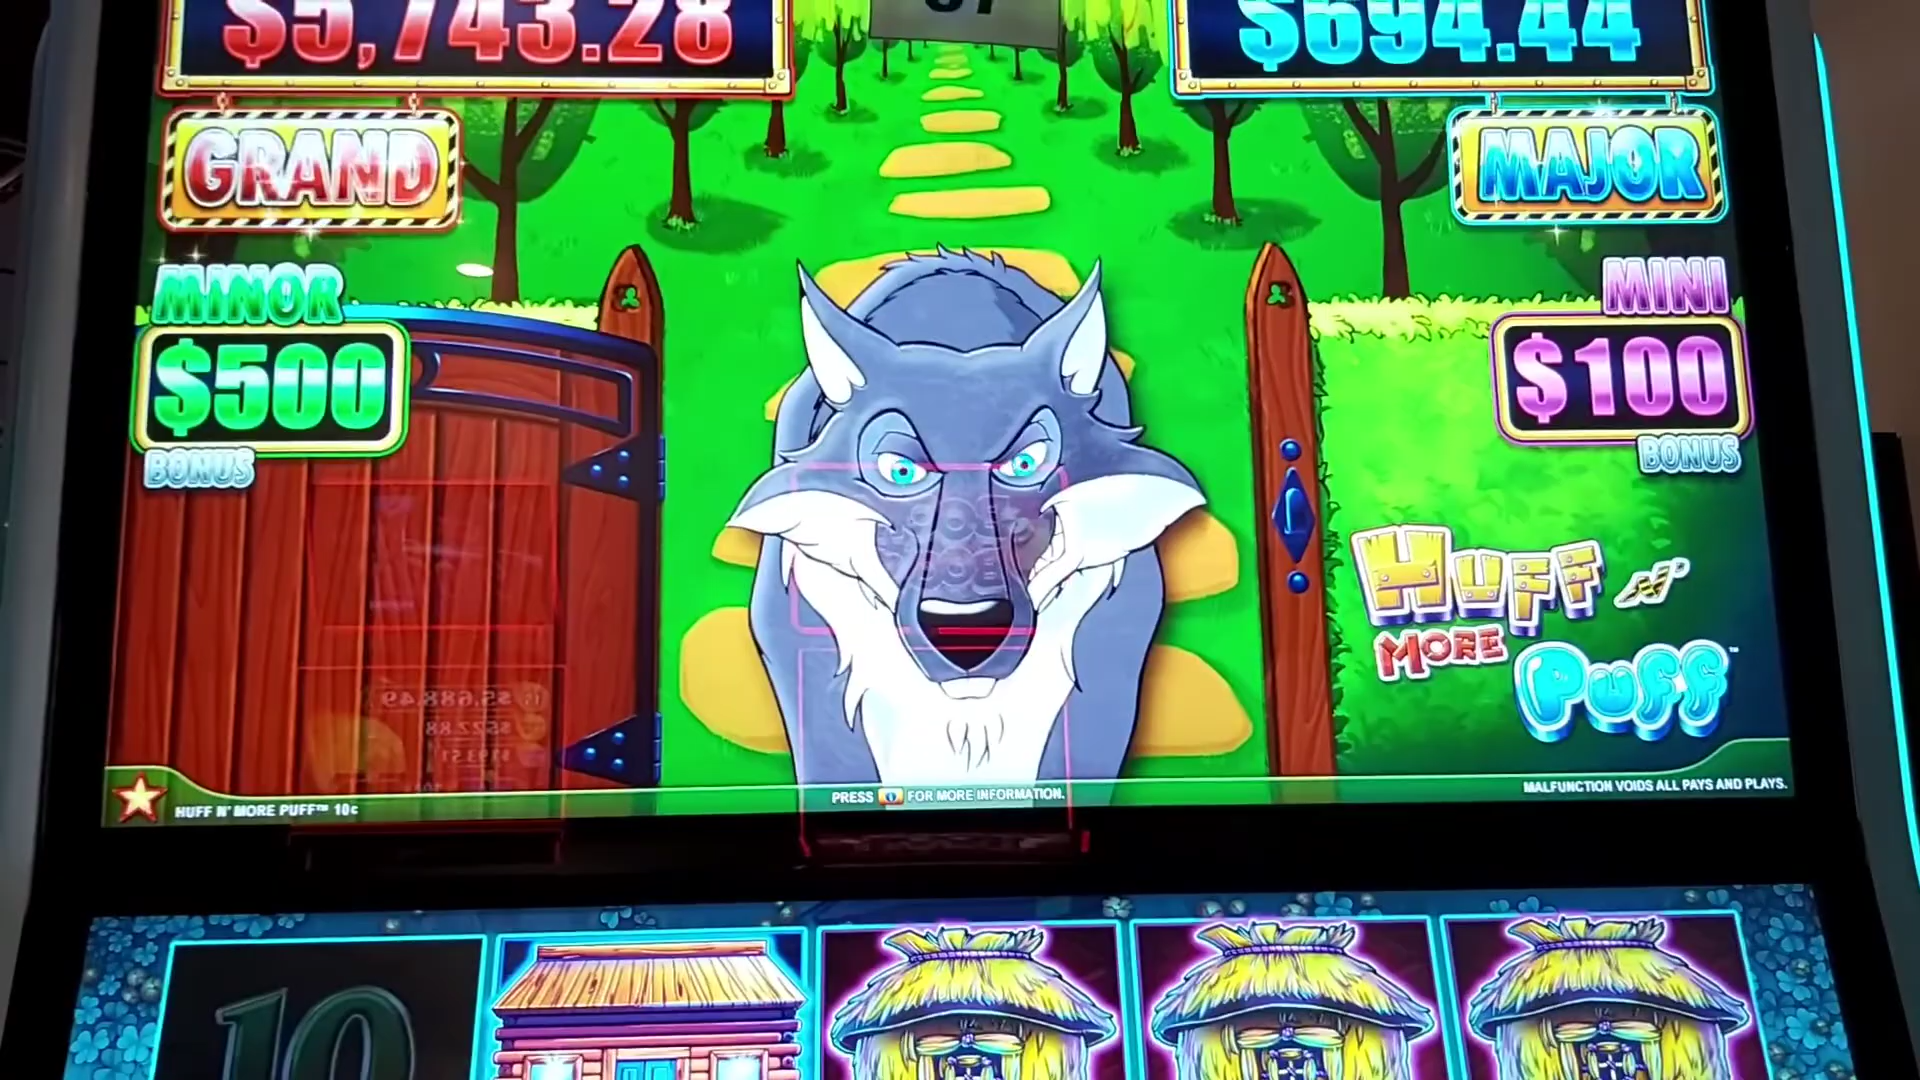 $5,743.28
$694.44
GRAND
MAJOR
MINOR
$500
BONUS
MINI
$100
BONUS
HUFF N'
MORE
PUFF™
HUFF N' MORE PUFF™ 10¢
PRESS FOR MORE INFORMATION.
MALFUNCTION VOIDS ALL PAYS AND PLAYS.
10